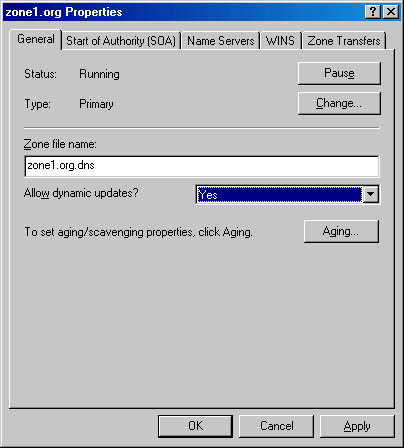 zone1.org Properties
General Start of Authority (SOA) Name Servers WINS Zone Transfers
Status: Running Pause
Type: Primary Change...
Zone file name:
zone1.org.dns
Allow dynamic updates? Yes
To set aging/scavenging properties, click Aging. Aging...
OK Cancel Apply